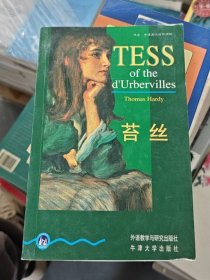 TESS
of the
d'Urbervilles
Thomas Hardy
苔丝
外语教学与研究出版社
牛津大学出版社